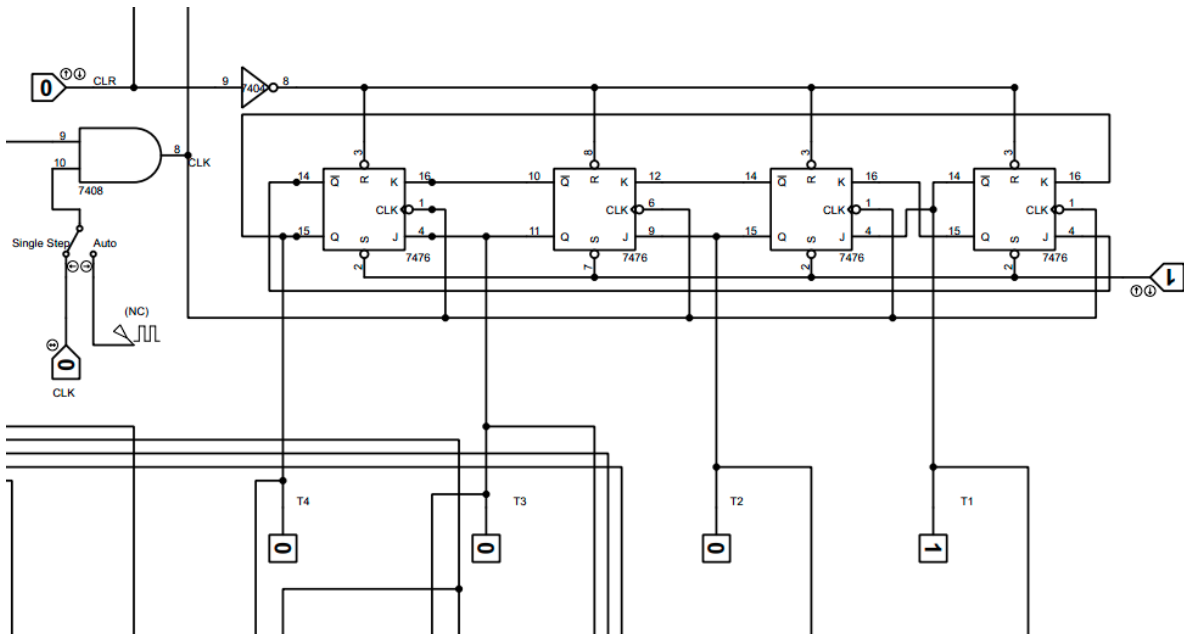 0 CLR 9 7404 8
3 8 3 3
9
10 8 CLK
7408
14 Q R K 16 10 Q R K 12 14 Q R K 16 14 Q R K 16
CLK 1 CLK 6 CLK 1 CLK 1
15 Q S J 4 11 Q S J 9 15 Q S J 4 15 Q S J 4
7476 7476 7476 7476
2 7 2 2
1
Single Step Auto
(NC)
0
CLK
T4 T3 T2 T1
0 0 0 1